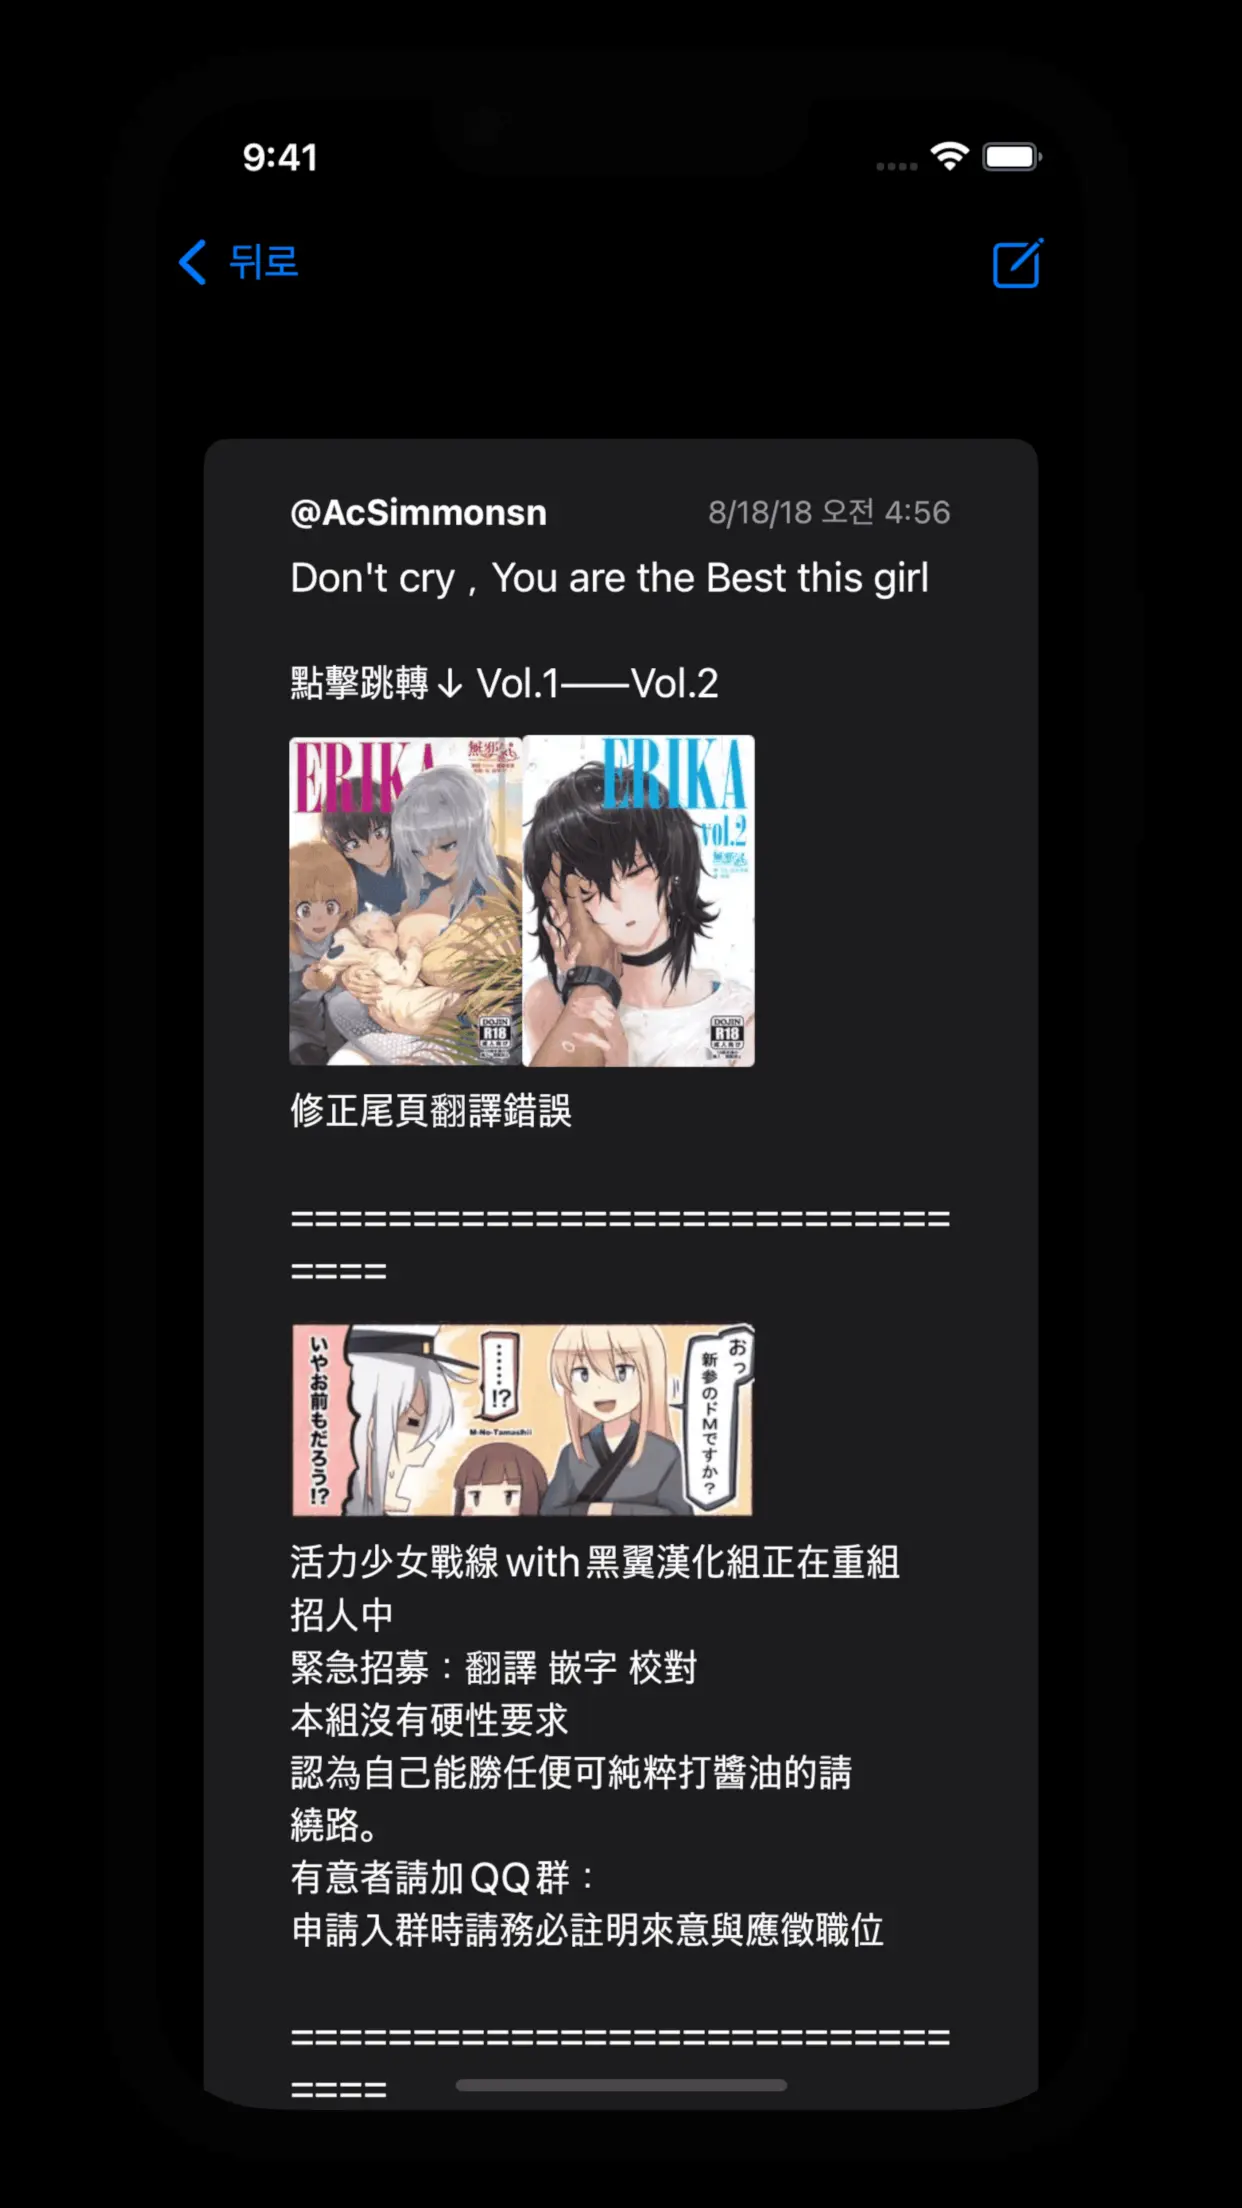 9:41
뒤로
@AcSimmonsn
8/18/18 오전 4:56
Don't cry , You are the Best this girl
點擊跳轉↓ Vol.1——Vol.2
ERIKA
ERIKA
vol.2
DOJIN
R18
DOJIN
R18
修正尾頁翻譯錯誤
===========================
====
おっ
新参のドMですか?
……!?
M-No-Tamashii
いやお前もだろう!?
活力少女戰線with黑翼漢化組正在重組
招人中
緊急招募：翻譯 嵌字 校對
本組沒有硬性要求
認為自己能勝任便可純粹打醬油的請
繞路。
有意者請加QQ群：
申請入群時請務必註明來意與應徵職位
===========================
====